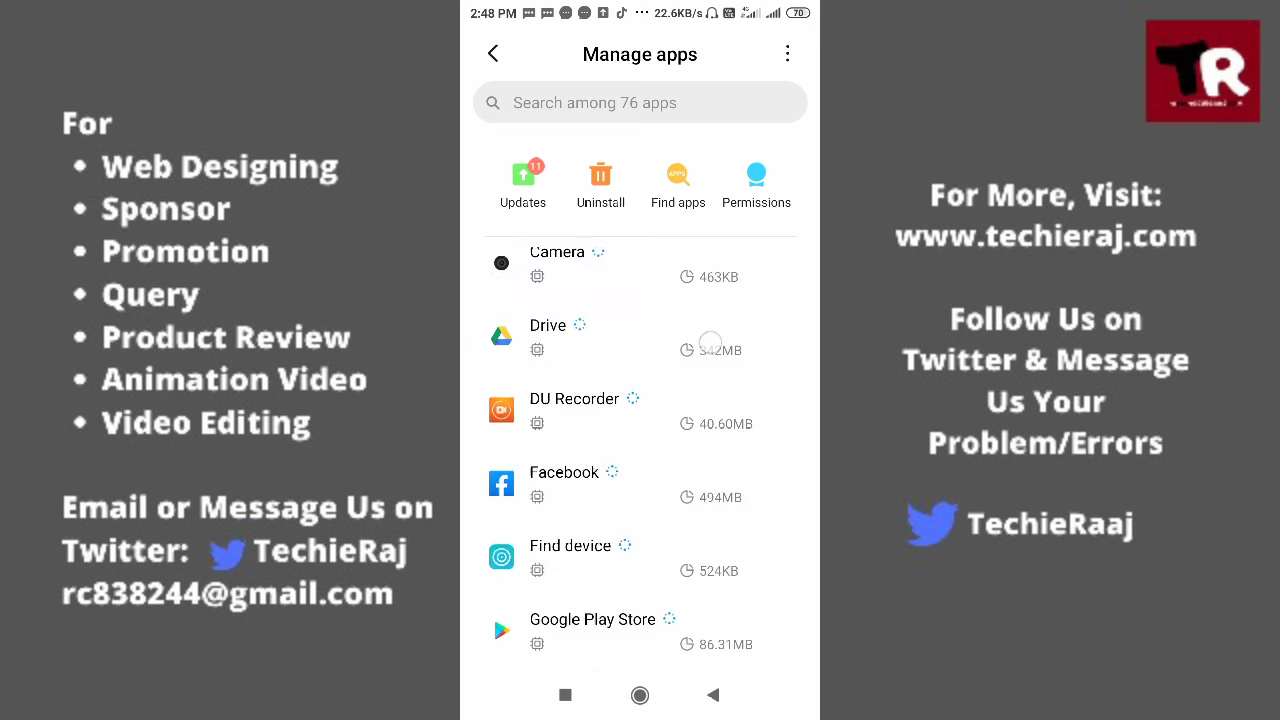 For
• Web Designing
• Sponsor
• Promotion
• Query
• Product Review
• Animation Video
• Video Editing
Email or Message Us on
Twitter: TechieRaj
rc838244@gmail.com
2:48 PM ... 22.6KB/s 4G 70
Manage apps
Search among 76 apps
11
APPS
Updates Uninstall Find apps Permissions
Camera
463KB
Drive
342MB
DU Recorder
40.60MB
Facebook
494MB
Find device
524KB
Google Play Store
86.31MB
TR
For More, Visit:
www.techieraj.com
Follow Us on
Twitter & Message
Us Your
Problem/Errors
TechieRaaj